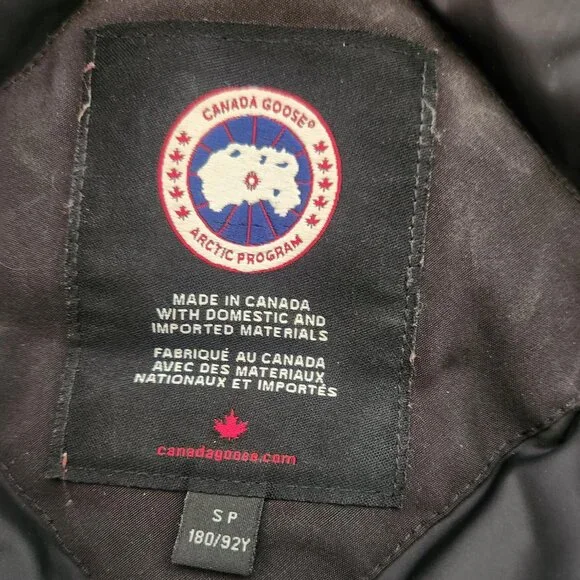 CANADA GOOSE®
ARCTIC PROGRAM
MADE IN CANADA
WITH DOMESTIC AND
IMPORTED MATERIALS
FABRIQUÉ AU CANADA
AVEC DES MATERIAUX
NATIONAUX ET IMPORTÉS
canadagoose.com
S P
180/92Y